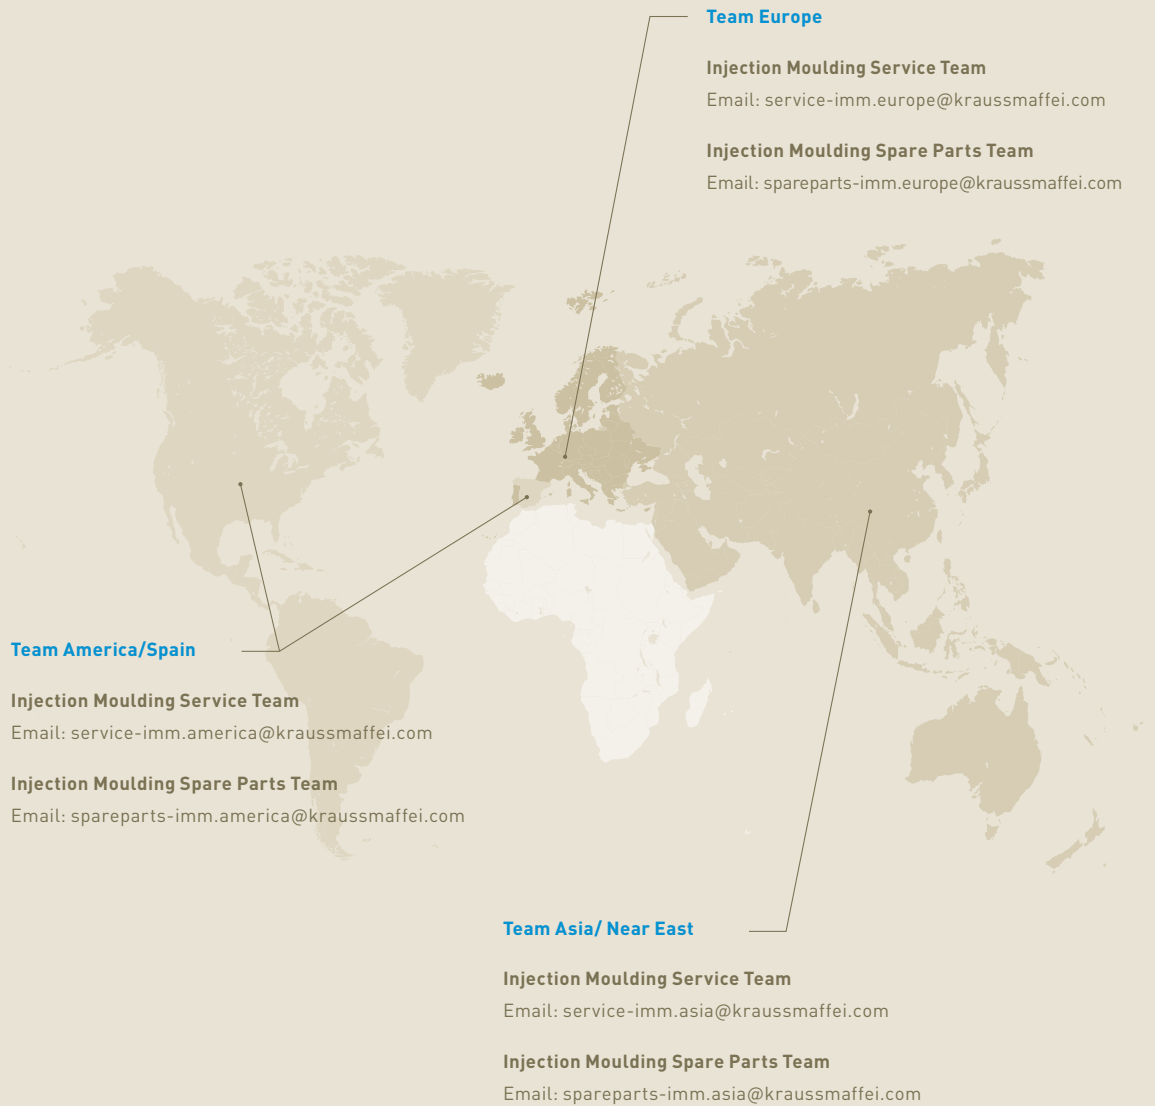 Team Europe
Injection Moulding Service Team
Email: service-imm.europe@kraussmaffei.com
Injection Moulding Spare Parts Team
Email: spareparts-imm.europe@kraussmaffei.com
Team America/Spain
Injection Moulding Service Team
Email: service-imm.america@kraussmaffei.com
Injection Moulding Spare Parts Team
Email: spareparts-imm.america@kraussmaffei.com
Team Asia/ Near East
Injection Moulding Service Team
Email: service-imm.asia@kraussmaffei.com
Injection Moulding Spare Parts Team
Email: spareparts-imm.asia@kraussmaffei.com